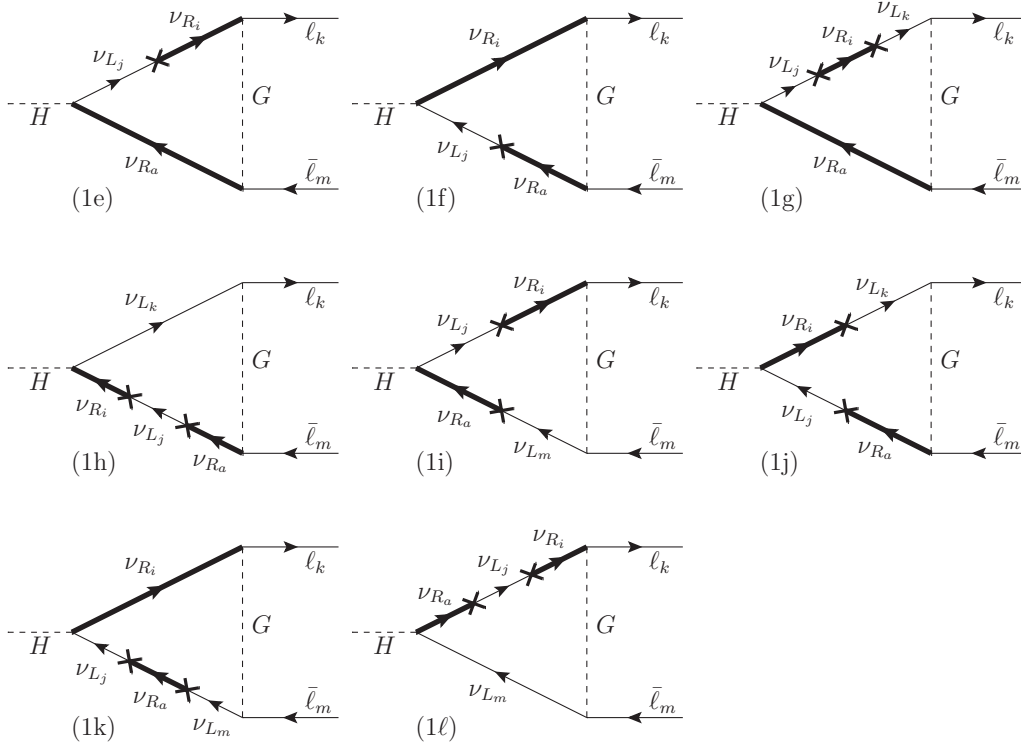 ν_{R_i} ℓ_k ν_{L_j} H G ν_{R_a} ℓ̄_m (1e)
ν_{R_i} ℓ_k H G ν_{L_j} ν_{R_a} ℓ̄_m (1f)
ν_{L_k} ℓ_k ν_{R_i} ν_{L_j} H G ν_{R_a} ℓ̄_m (1g)
ν_{L_k} ℓ_k H G ν_{R_i} ν_{L_j} ν_{R_a} ℓ̄_m (1h)
ν_{R_i} ℓ_k ν_{L_j} H G ν_{R_a} ν_{L_m} ℓ̄_m (1i)
ν_{L_k} ℓ_k ν_{R_i} H G ν_{L_j} ν_{R_a} ℓ̄_m (1j)
ν_{R_i} ℓ_k H G ν_{L_j} ν_{R_a} ν_{L_m} ℓ̄_m (1k)
ν_{R_i} ℓ_k ν_{L_j} ν_{R_a} H G ν_{L_m} ℓ̄_m (1ℓ)